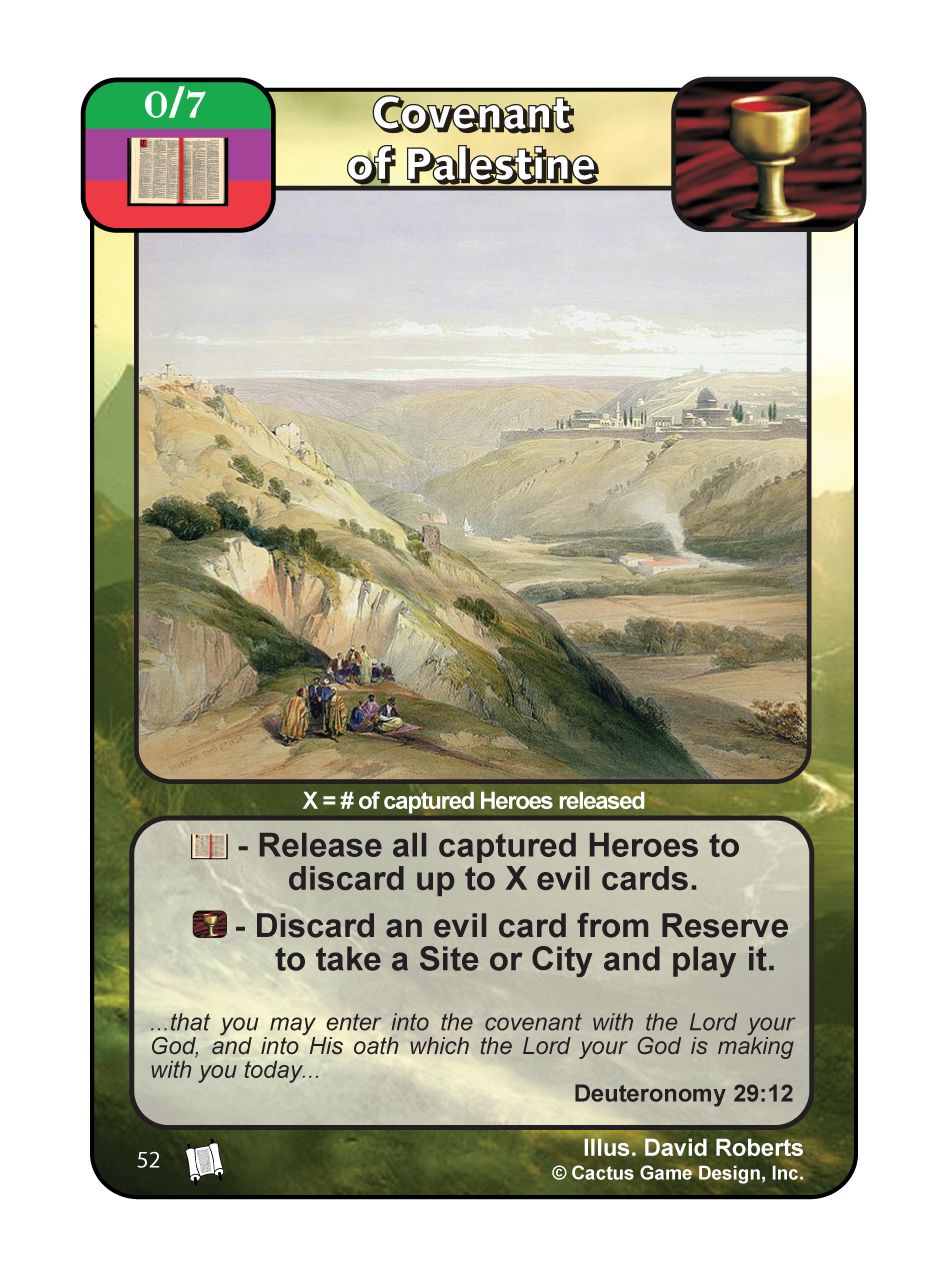 0/7
Covenant
of Palestine
X = # of captured Heroes released
- Release all captured Heroes to
discard up to X evil cards.
- Discard an evil card from Reserve
to take a Site or City and play it.
...that you may enter into the covenant with the Lord your
God, and into His oath which the Lord your God is making
with you today...
Deuteronomy 29:12
52
Illus. David Roberts
© Cactus Game Design, Inc.